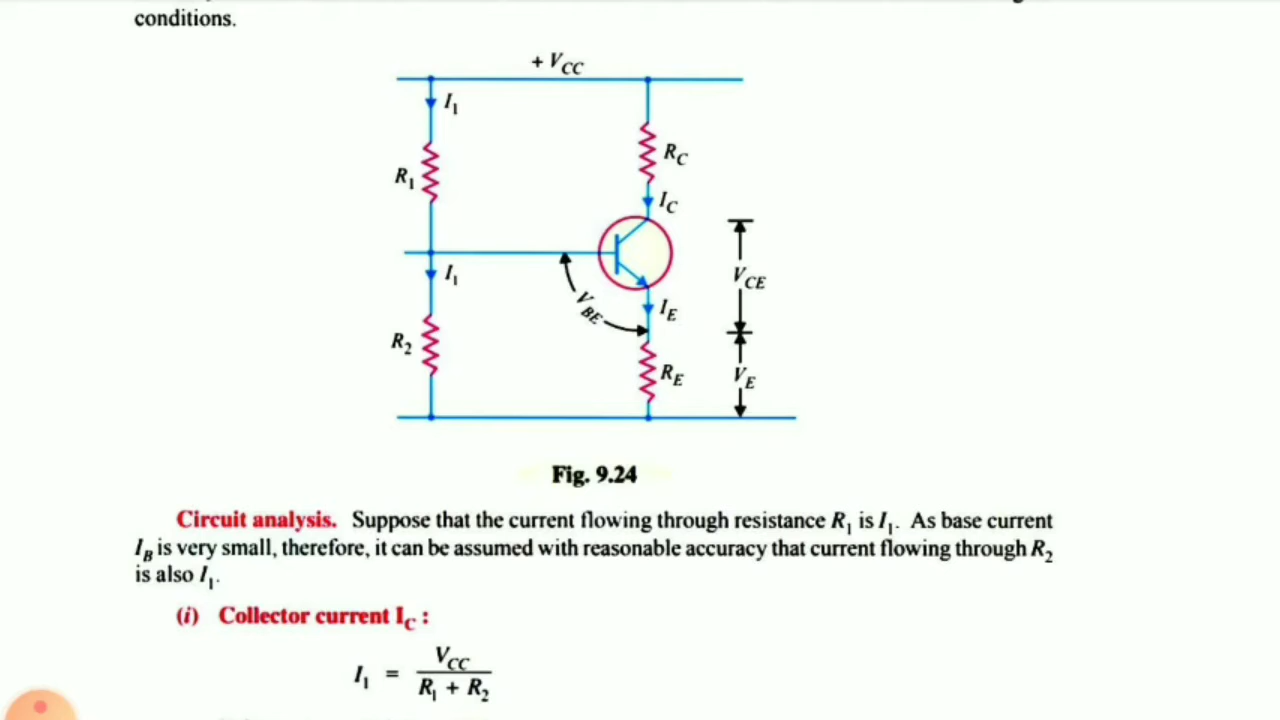 conditions.
+ V_CC
I_1
R_C
R_1
I_C
I_1
V_CE
V_BE
I_E
R_2
R_E
V_E
Fig. 9.24
Circuit analysis. Suppose that the current flowing through resistance R_1 is I_1. As base current
I_B is very small, therefore, it can be assumed with reasonable accuracy that current flowing through R_2
is also I_1.
(i) Collector current I_C :
I_1 = V_CC / (R_1 + R_2)